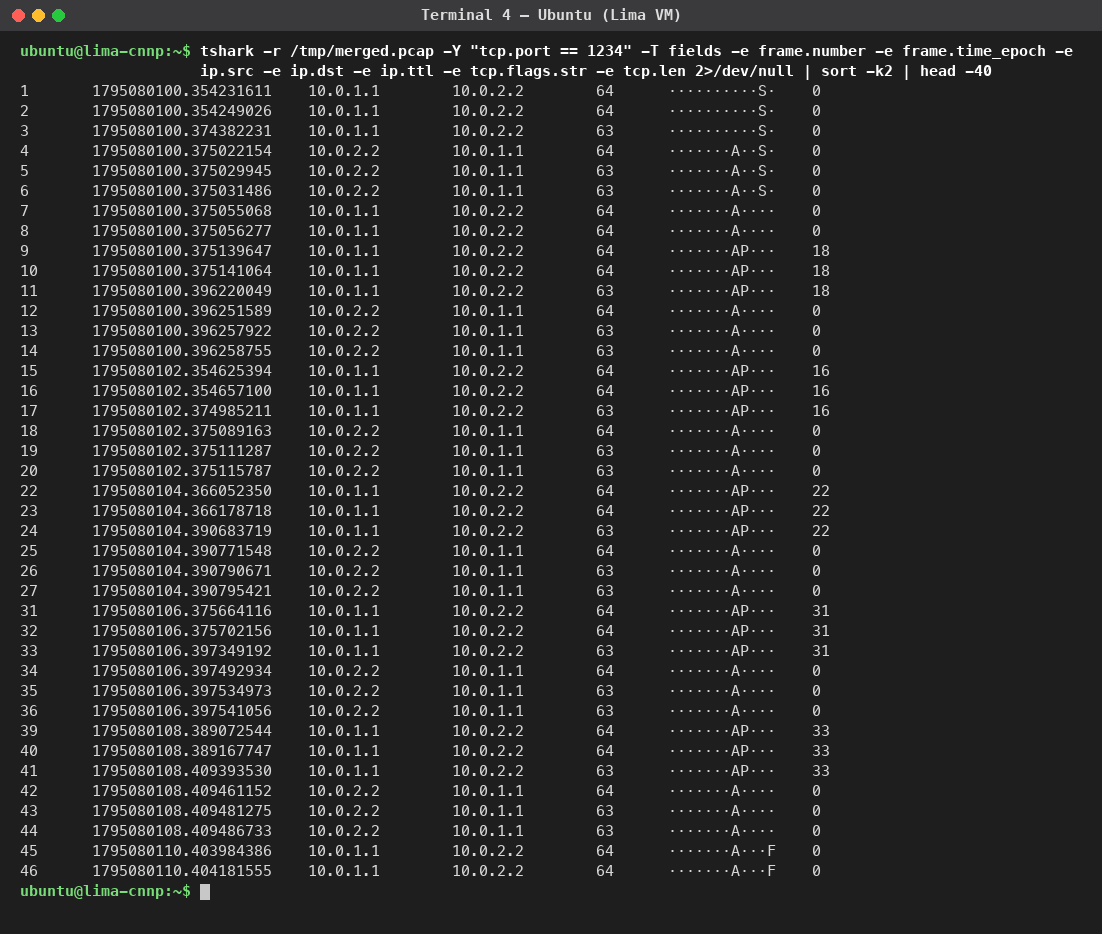 Terminal 4 — Ubuntu (Lima VM)
ubuntu@lima-cnnp:~$ tshark -r /tmp/merged.pcap -Y "tcp.port == 1234" -T fields -e frame.number -e frame.time_epoch -e
ip.src -e ip.dst -e ip.ttl -e tcp.flags.str -e tcp.len 2>/dev/null | sort -k2 | head -40
1 1795080100.354231611 10.0.1.1 10.0.2.2 64 ··········S· 0
2 1795080100.354249026 10.0.1.1 10.0.2.2 64 ··········S· 0
3 1795080100.374382231 10.0.1.1 10.0.2.2 63 ··········S· 0
4 1795080100.375022154 10.0.2.2 10.0.1.1 64 ·······A··S· 0
5 1795080100.375029945 10.0.2.2 10.0.1.1 63 ·······A··S· 0
6 1795080100.375031486 10.0.2.2 10.0.1.1 63 ·······A··S· 0
7 1795080100.375055068 10.0.1.1 10.0.2.2 64 ·······A···· 0
8 1795080100.375056277 10.0.1.1 10.0.2.2 64 ·······A···· 0
9 1795080100.375139647 10.0.1.1 10.0.2.2 64 ·······AP··· 18
10 1795080100.375141064 10.0.1.1 10.0.2.2 64 ·······AP··· 18
11 1795080100.396220049 10.0.1.1 10.0.2.2 63 ·······AP··· 18
12 1795080100.396251589 10.0.2.2 10.0.1.1 64 ·······A···· 0
13 1795080100.396257922 10.0.2.2 10.0.1.1 63 ·······A···· 0
14 1795080100.396258755 10.0.2.2 10.0.1.1 63 ·······A···· 0
15 1795080102.354625394 10.0.1.1 10.0.2.2 64 ·······AP··· 16
16 1795080102.354657100 10.0.1.1 10.0.2.2 64 ·······AP··· 16
17 1795080102.374985211 10.0.1.1 10.0.2.2 63 ·······AP··· 16
18 1795080102.375089163 10.0.2.2 10.0.1.1 64 ·······A···· 0
19 1795080102.375111287 10.0.2.2 10.0.1.1 63 ·······A···· 0
20 1795080102.375115787 10.0.2.2 10.0.1.1 63 ·······A···· 0
22 1795080104.366052350 10.0.1.1 10.0.2.2 64 ·······AP··· 22
23 1795080104.366178718 10.0.1.1 10.0.2.2 64 ·······AP··· 22
24 1795080104.390683719 10.0.1.1 10.0.2.2 63 ·······AP··· 22
25 1795080104.390771548 10.0.2.2 10.0.1.1 64 ·······A···· 0
26 1795080104.390790671 10.0.2.2 10.0.1.1 63 ·······A···· 0
27 1795080104.390795421 10.0.2.2 10.0.1.1 63 ·······A···· 0
31 1795080106.375664116 10.0.1.1 10.0.2.2 64 ·······AP··· 31
32 1795080106.375702156 10.0.1.1 10.0.2.2 64 ·······AP··· 31
33 1795080106.397349192 10.0.1.1 10.0.2.2 63 ·······AP··· 31
34 1795080106.397492934 10.0.2.2 10.0.1.1 64 ·······A···· 0
35 1795080106.397534973 10.0.2.2 10.0.1.1 63 ·······A···· 0
36 1795080106.397541056 10.0.2.2 10.0.1.1 63 ·······A···· 0
39 1795080108.389072544 10.0.1.1 10.0.2.2 64 ·······AP··· 33
40 1795080108.389167747 10.0.1.1 10.0.2.2 64 ·······AP··· 33
41 1795080108.409393530 10.0.1.1 10.0.2.2 63 ·······AP··· 33
42 1795080108.409461152 10.0.2.2 10.0.1.1 64 ·······A···· 0
43 1795080108.409481275 10.0.2.2 10.0.1.1 63 ·······A···· 0
44 1795080108.409486733 10.0.2.2 10.0.1.1 63 ·······A···· 0
45 1795080110.403984386 10.0.1.1 10.0.2.2 64 ·······A···F 0
46 1795080110.404181555 10.0.1.1 10.0.2.2 64 ·······A···F 0
ubuntu@lima-cnnp:~$